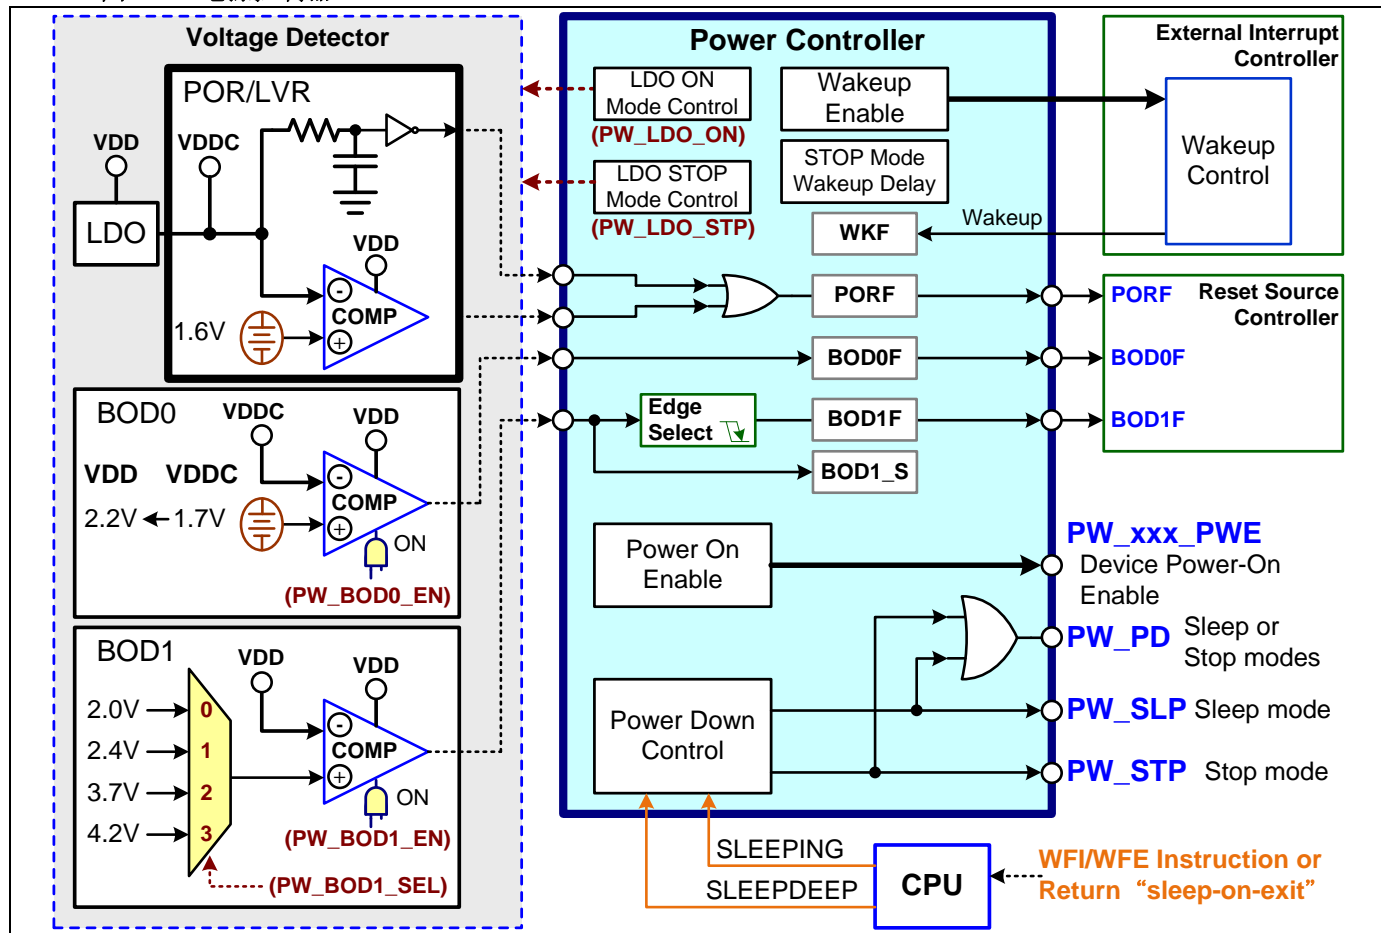 Voltage Detector
POR/LVR
VDD
VDDC
LDO
VDD
COMP
1.6V
BOD0
VDDC
VDD
VDD VDDC
2.2V 1.7V
COMP
ON
(PW_BOD0_EN)
BOD1
VDD
VDD
2.0V
2.4V
3.7V
4.2V
0
1
2
3
COMP
ON
(PW_BOD1_EN)
(PW_BOD1_SEL)
Power Controller
LDO ON
Mode Control
(PW_LDO_ON)
LDO STOP
Mode Control
(PW_LDO_STP)
Wakeup
Enable
STOP Mode
Wakeup Delay
WKF
Wakeup
PORF
BOD0F
Edge
Select
BOD1F
BOD1_S
Power On
Enable
Power Down
Control
External Interrupt
Controller
Wakeup
Control
Reset Source
Controller
PORF
BOD0F
BOD1F
PW_xxx_PWE
Device Power-On
Enable
PW_PD Sleep or
Stop modes
PW_SLP Sleep mode
PW_STP Stop mode
SLEEPING
SLEEPDEEP
CPU
WFI/WFE Instruction or
Return “sleep-on-exit”